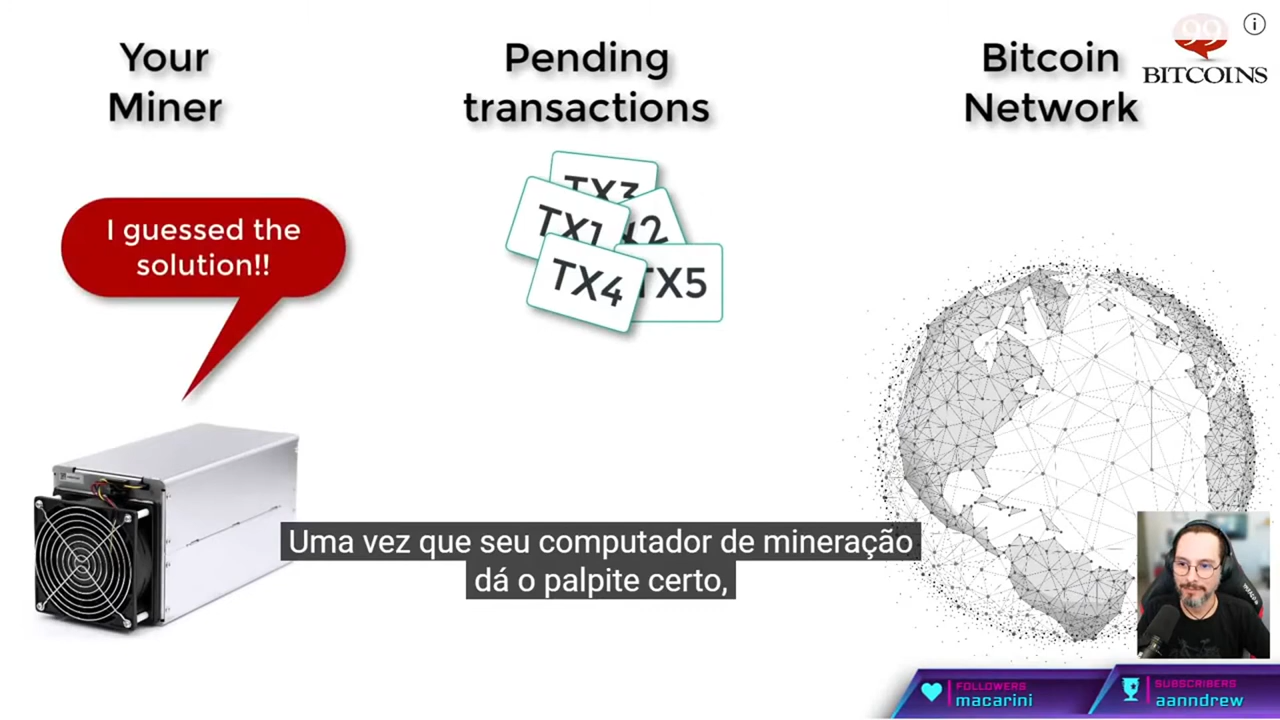 Your
Miner
Pending
transactions
Bitcoin
Network
99
BITCOINS
i
I guessed the
solution!!
TX3
TX1
TX4
TX5
Uma vez que seu computador de mineração
dá o palpite certo,
FOLLOWERS
macarini
SUBSCRIBERS
aanndrew